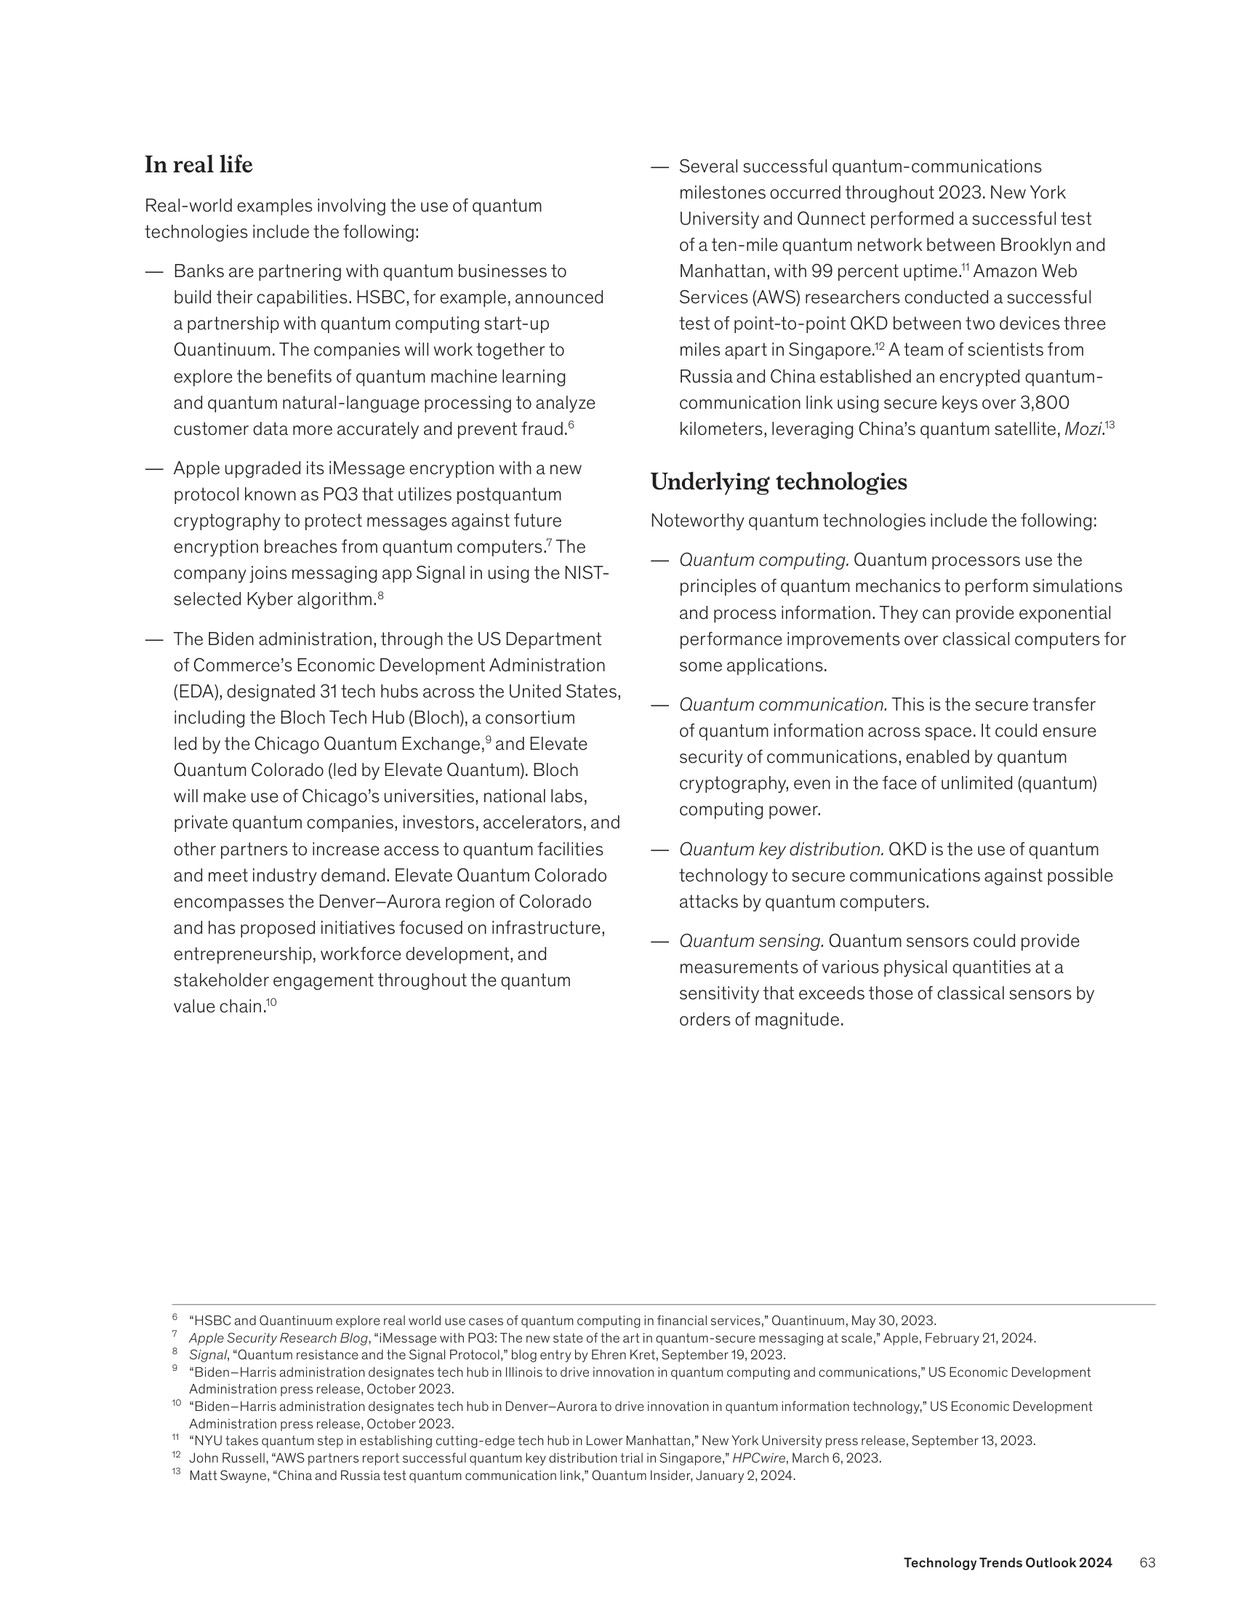 In real life
Real-world examples involving the use of quantum
technologies include the following:
— Banks are partnering with quantum businesses to
build their capabilities. HSBC, for example, announced
a partnership with quantum computing start-up
Quantinuum. The companies will work together to
explore the benefits of quantum machine learning
and quantum natural-language processing to analyze
customer data more accurately and prevent fraud.6
— Apple upgraded its iMessage encryption with a new
protocol known as PQ3 that utilizes postquantum
cryptography to protect messages against future
encryption breaches from quantum computers.7 The
company joins messaging app Signal in using the NIST-
selected Kyber algorithm.8
— The Biden administration, through the US Department
of Commerce’s Economic Development Administration
(EDA), designated 31 tech hubs across the United States,
including the Bloch Tech Hub (Bloch), a consortium
led by the Chicago Quantum Exchange,9 and Elevate
Quantum Colorado (led by Elevate Quantum). Bloch
will make use of Chicago’s universities, national labs,
private quantum companies, investors, accelerators, and
other partners to increase access to quantum facilities
and meet industry demand. Elevate Quantum Colorado
encompasses the Denver–Aurora region of Colorado
and has proposed initiatives focused on infrastructure,
entrepreneurship, workforce development, and
stakeholder engagement throughout the quantum
value chain.10
— Several successful quantum-communications
milestones occurred throughout 2023. New York
University and Qunnect performed a successful test
of a ten-mile quantum network between Brooklyn and
Manhattan, with 99 percent uptime.11 Amazon Web
Services (AWS) researchers conducted a successful
test of point-to-point QKD between two devices three
miles apart in Singapore.12 A team of scientists from
Russia and China established an encrypted quantum-
communication link using secure keys over 3,800
kilometers, leveraging China’s quantum satellite, Mozi.13
Underlying technologies
Noteworthy quantum technologies include the following:
— Quantum computing. Quantum processors use the
principles of quantum mechanics to perform simulations
and process information. They can provide exponential
performance improvements over classical computers for
some applications.
— Quantum communication. This is the secure transfer
of quantum information across space. It could ensure
security of communications, enabled by quantum
cryptography, even in the face of unlimited (quantum)
computing power.
— Quantum key distribution. QKD is the use of quantum
technology to secure communications against possible
attacks by quantum computers.
— Quantum sensing. Quantum sensors could provide
measurements of various physical quantities at a
sensitivity that exceeds those of classical sensors by
orders of magnitude.
6 “HSBC and Quantinuum explore real world use cases of quantum computing in financial services,” Quantinuum, May 30, 2023.
7 Apple Security Research Blog, “iMessage with PQ3: The new state of the art in quantum-secure messaging at scale,” Apple, February 21, 2024.
8 Signal, “Quantum resistance and the Signal Protocol,” blog entry by Ehren Kret, September 19, 2023.
9 “Biden–Harris administration designates tech hub in Illinois to drive innovation in quantum computing and communications,” US Economic Development
Administration press release, October 2023.
10 “Biden–Harris administration designates tech hub in Denver–Aurora to drive innovation in quantum information technology,” US Economic Development
Administration press release, October 2023.
11 “NYU takes quantum step in establishing cutting-edge tech hub in Lower Manhattan,” New York University press release, September 13, 2023.
12 John Russell, “AWS partners report successful quantum key distribution trial in Singapore,” HPCwire, March 6, 2023.
13 Matt Swayne, “China and Russia test quantum communication link,” Quantum Insider, January 2, 2024.
Technology Trends Outlook 2024 63